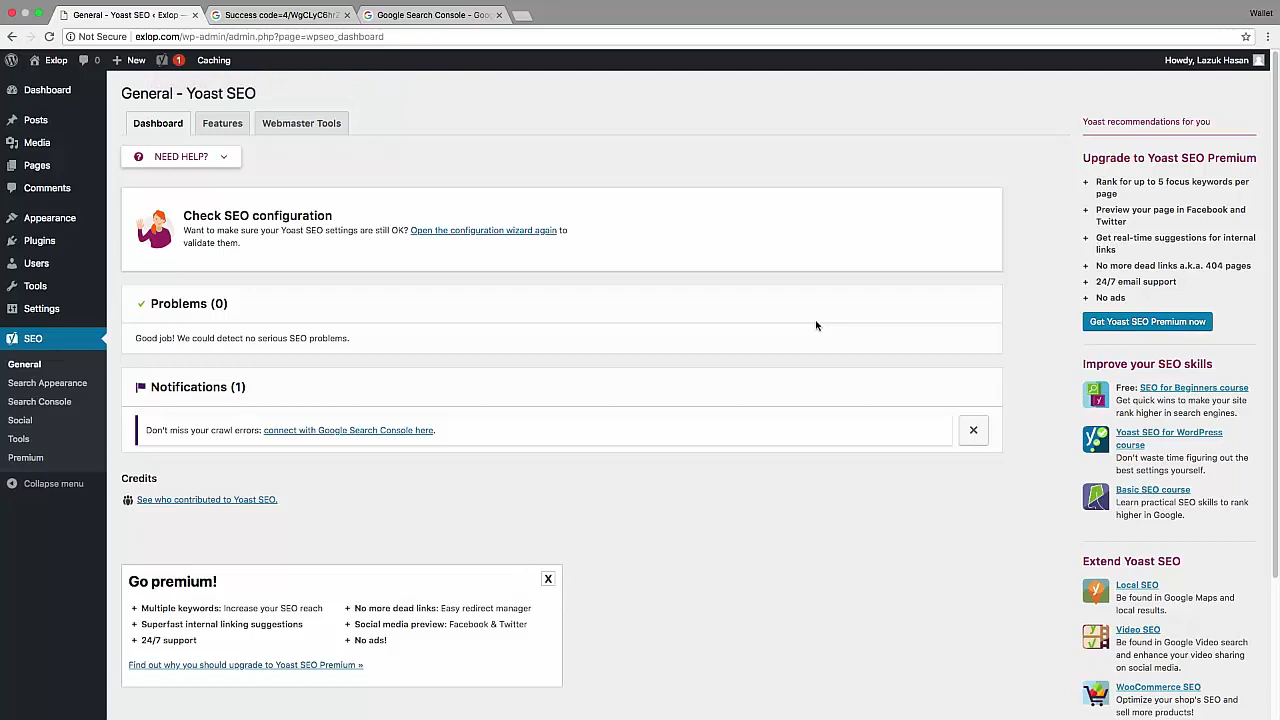 General - Yoast SEO ‹ Exlop —
Success code=4/WgCLyC6hr
Google Search Console - Goo
Wallet
Not Secure
exlop.com/wp-admin/admin.php?page=wpseo_dashboard
Exlop
0
New
1
Caching
Howdy, Lazuk Hasan
Dashboard
Posts
Media
Pages
Comments
Appearance
Plugins
Users
Tools
Settings
SEO
General
Search Appearance
Search Console
Social
Tools
Premium
Collapse menu
General - Yoast SEO
Dashboard
Features
Webmaster Tools
NEED HELP?
Check SEO configuration
Want to make sure your Yoast SEO settings are still OK? Open the configuration wizard again to
validate them.
Problems (0)
Good job! We could detect no serious SEO problems.
Notifications (1)
Don't miss your crawl errors: connect with Google Search Console here.
Credits
See who contributed to Yoast SEO.
Go premium!
X
+ Multiple keywords: Increase your SEO reach
+ Superfast internal linking suggestions
+ 24/7 support
+ No more dead links: Easy redirect manager
+ Social media preview: Facebook & Twitter
+ No ads!
Find out why you should upgrade to Yoast SEO Premium »
Yoast recommendations for you
Upgrade to Yoast SEO Premium
+ Rank for up to 5 focus keywords per
page
+ Preview your page in Facebook and
Twitter
+ Get real-time suggestions for internal
links
+ No more dead links a.k.a. 404 pages
+ 24/7 email support
+ No ads
Get Yoast SEO Premium now
Improve your SEO skills
Free: SEO for Beginners course
Get quick wins to make your site
rank higher in search engines.
Yoast SEO for WordPress
course
Don't waste time figuring out the
best settings yourself.
Basic SEO course
Learn practical SEO skills to rank
higher in Google.
Extend Yoast SEO
Local SEO
Be found in Google Maps and
local results.
Video SEO
Be found in Google Video search
and enhance your video sharing
on social media.
WooCommerce SEO
Optimize your shop's SEO and
sell more products!